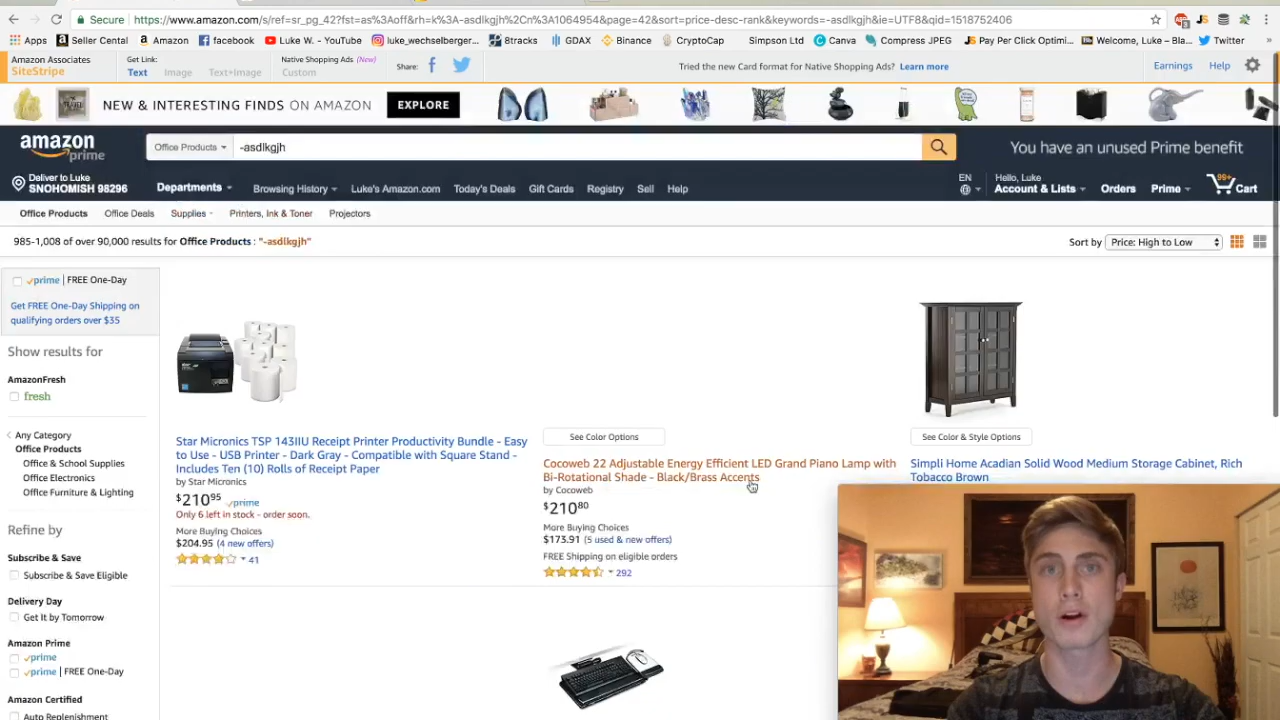 Secure
https://www.amazon.com/s/ref=sr_pg_42?fst=as%3Aoff&rh=k%3A-asdlkgjh%2Cn%3A1064954&page=42&sort=price-desc-rank&keywords=-asdlkgjh&ie=UTF8&qid=1518752406
Apps Seller Cental Amazon facebook Luke W. - YouTube luke_wechselberger... 8tracks GDAX Binance CryptoCap Simpson Ltd Canva Compress JPEG Pay Per Click Optimi... Welcome, Luke – Bla... Twitter
Amazon Associates
SiteStripe
Get Link:
Text Image Text+Image
Native Shopping Ads (New)
Custom
Share:
Tried the new Card format for Native Shopping Ads? Learn more
Earnings Help
NEW & INTERESTING FINDS ON AMAZON EXPLORE
amazon
prime
Office Products
-asdlkgjh
You have an unused Prime benefit
Deliver to Luke
SNOHOMISH 98296
Departments
Browsing History Luke's Amazon.com Today's Deals Gift Cards Registry Sell Help
EN
Hello, Luke
Account & Lists Orders Prime
99+
Cart
Office Products Office Deals Supplies Printers, Ink & Toner Projectors
985-1,008 of over 90,000 results for Office Products : "-asdlkgjh"
Sort by Price: High to Low
prime | FREE One-Day
Get FREE One-Day Shipping on
qualifying orders over $35
Show results for
AmazonFresh
fresh
Any Category
Office Products
Office & School Supplies
Office Electronics
Office Furniture & Lighting
Refine by
Subscribe & Save
Subscribe & Save Eligible
Delivery Day
Get It by Tomorrow
Amazon Prime
prime
prime | FREE One-Day
Amazon Certified
Auto Replenishment
Star Micronics TSP 143IIU Receipt Printer Productivity Bundle - Easy
to Use - USB Printer - Dark Gray - Compatible with Square Stand -
Includes Ten (10) Rolls of Receipt Paper
by Star Micronics
$210 95 prime
Only 6 left in stock - order soon.
More Buying Choices
$204.95 (4 new offers)
41
See Color Options
Cocoweb 22 Adjustable Energy Efficient LED Grand Piano Lamp with
Bi-Rotational Shade - Black/Brass Accents
by Cocoweb
$210 80
More Buying Choices
$173.91 (5 used & new offers)
FREE Shipping on eligible orders
292
See Color & Style Options
Simpli Home Acadian Solid Wood Medium Storage Cabinet, Rich
Tobacco Brown